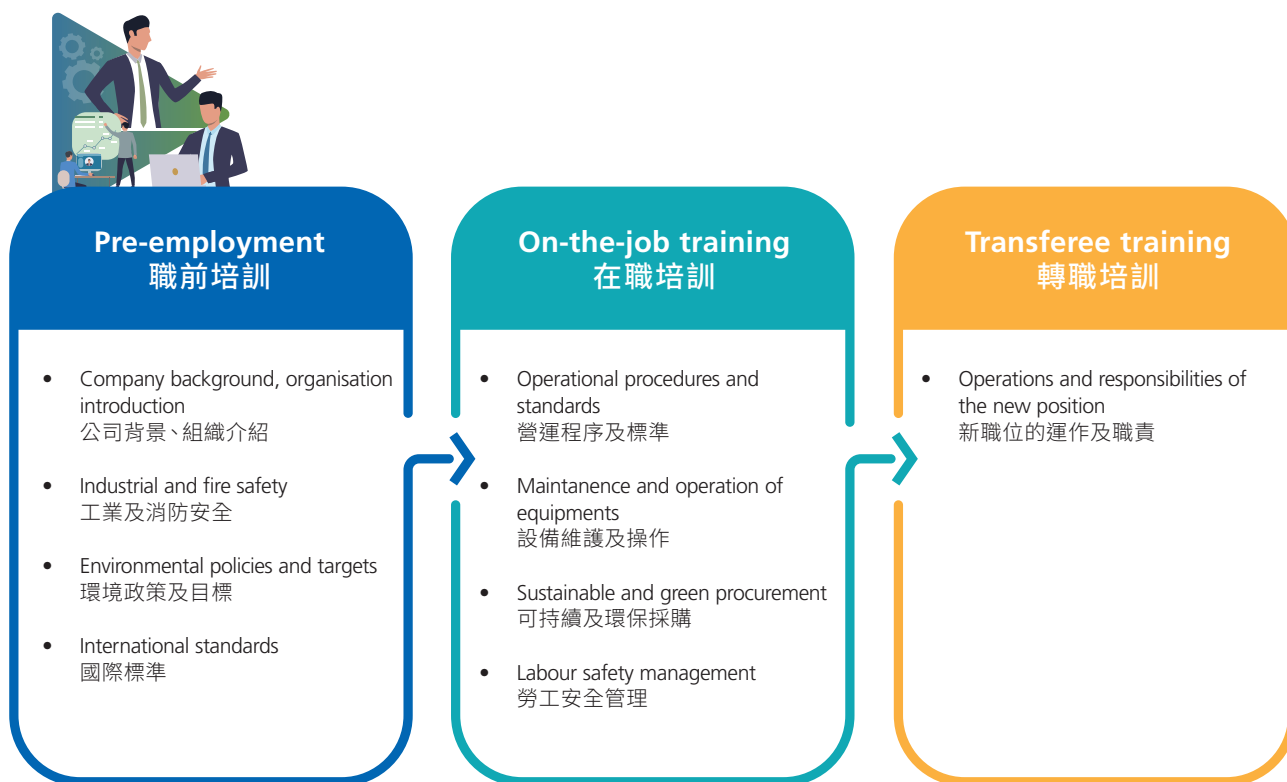 Pre-employment
職前培訓
• Company background, organisation
introduction
公司背景、組織介紹
• Industrial and fire safety
工業及消防安全
• Environmental policies and targets
環境政策及目標
• International standards
國際標準
On-the-job training
在職培訓
• Operational procedures and
standards
營運程序及標準
• Maintanence and operation of
equipments
設備維護及操作
• Sustainable and green procurement
可持續及環保採購
• Labour safety management
勞工安全管理
Transferee training
轉職培訓
• Operations and responsibilities of
the new position
新職位的運作及職責